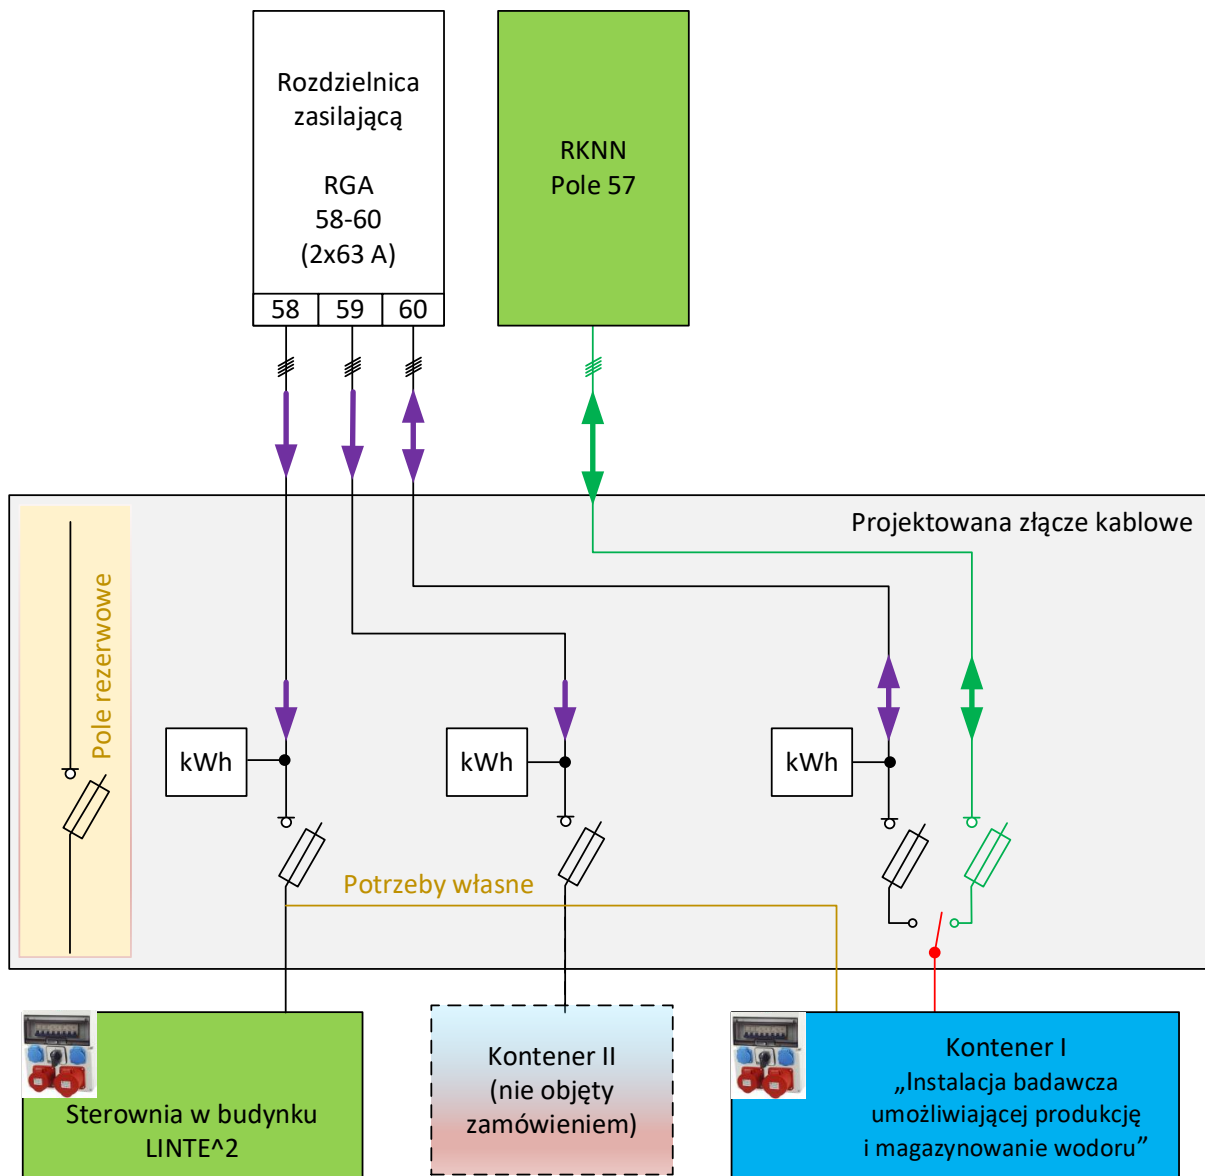 Rozdzielnica
zasilającą
RGA
58-60
(2x63 A)
58
59
60
RKNN
Pole 57
Projektowana złącze kablowe
Pole rezerwowe
kWh
kWh
kWh
Potrzeby własne
Sterownia w budynku
LINTE^2
Kontener II
(nie objęty
zamówieniem)
Kontener I
„Instalacja badawcza
umożliwiającej produkcję
i magazynowanie wodoru”